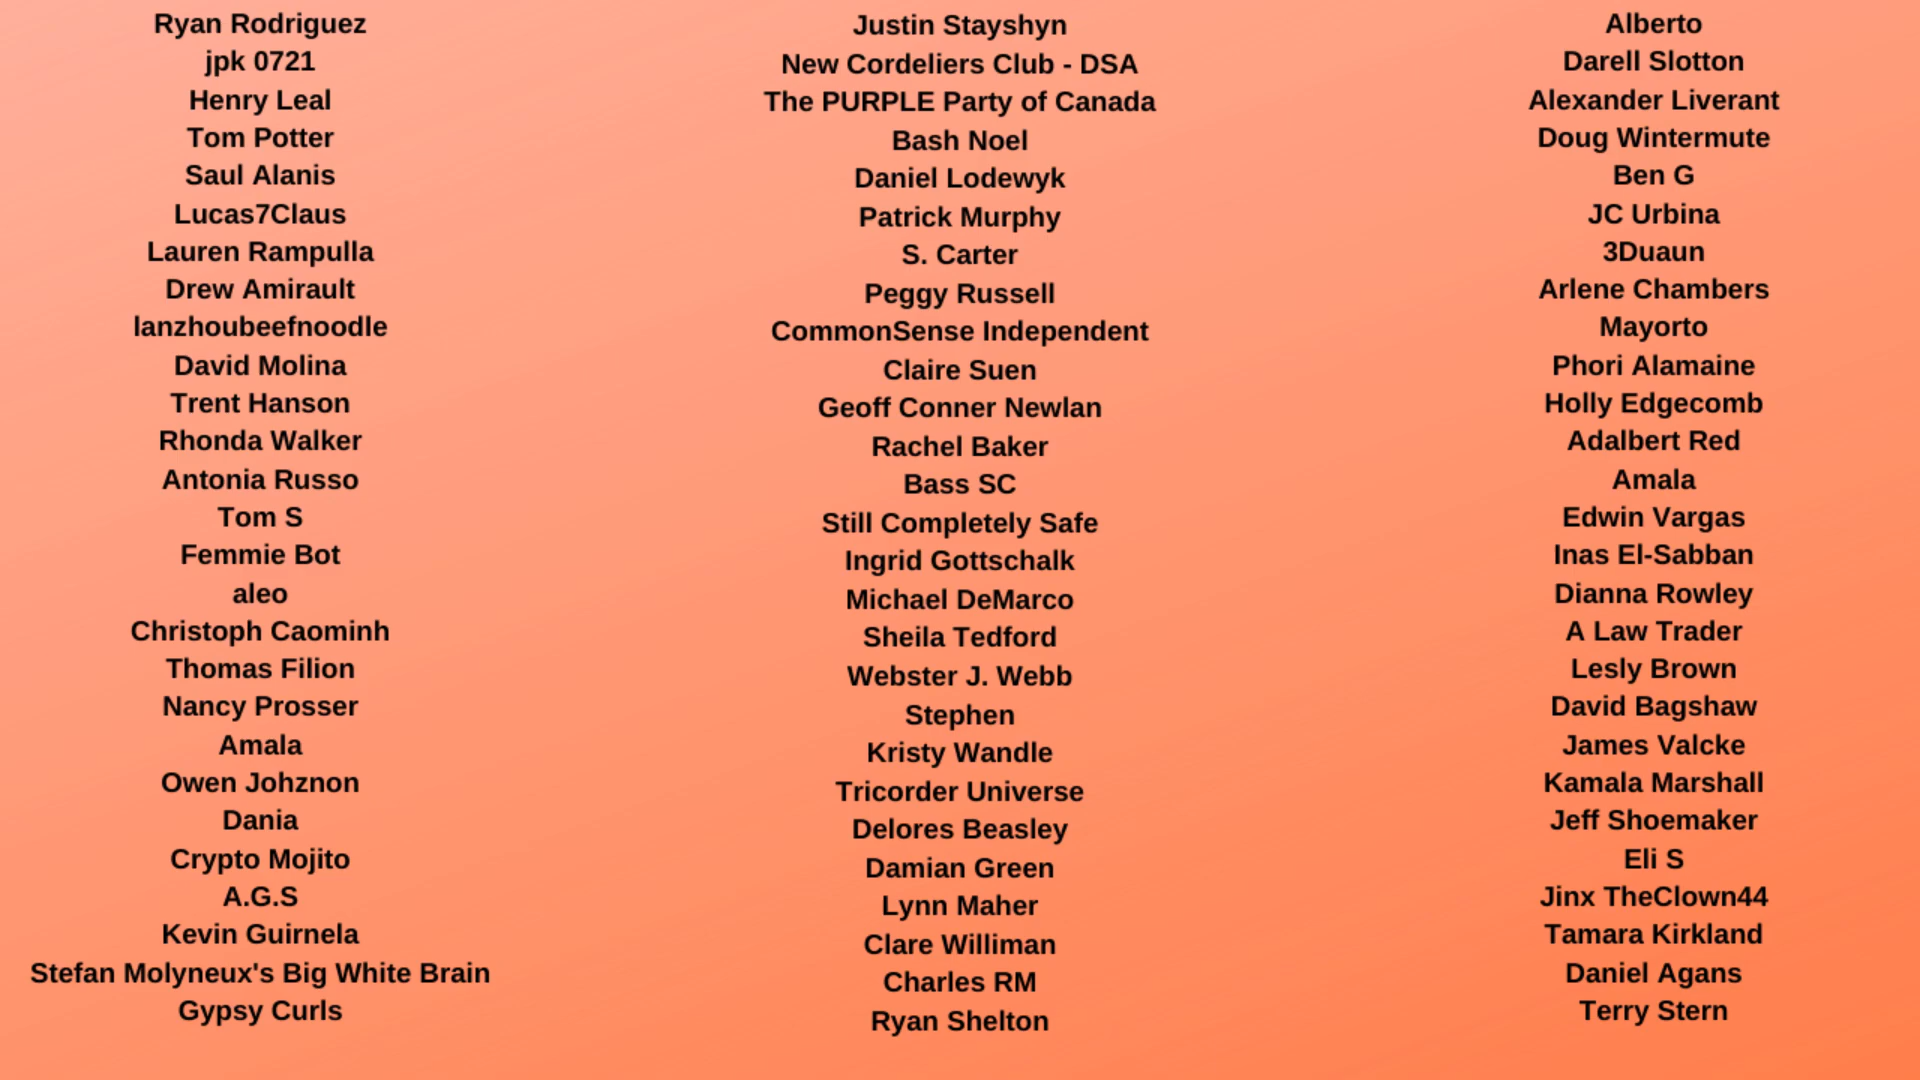 Ryan Rodriguez
jpk 0721
Henry Leal
Tom Potter
Saul Alanis
Lucas7Claus
Lauren Rampulla
Drew Amirault
lanzhoubeefnoodle
David Molina
Trent Hanson
Rhonda Walker
Antonia Russo
Tom S
Femmie Bot
aleo
Christoph Caominh
Thomas Filion
Nancy Prosser
Amala
Owen Johznon
Dania
Crypto Mojito
A.G.S
Kevin Guirnela
Stefan Molyneux's Big White Brain
Gypsy Curls
Justin Stayshyn
New Cordeliers Club - DSA
The PURPLE Party of Canada
Bash Noel
Daniel Lodewyk
Patrick Murphy
S. Carter
Peggy Russell
CommonSense Independent
Claire Suen
Geoff Conner Newlan
Rachel Baker
Bass SC
Still Completely Safe
Ingrid Gottschalk
Michael DeMarco
Sheila Tedford
Webster J. Webb
Stephen
Kristy Wandle
Tricorder Universe
Delores Beasley
Damian Green
Lynn Maher
Clare Williman
Charles RM
Ryan Shelton
Alberto
Darell Slotton
Alexander Liverant
Doug Wintermute
Ben G
JC Urbina
3Duaun
Arlene Chambers
Mayorto
Phori Alamaine
Holly Edgecomb
Adalbert Red
Amala
Edwin Vargas
Inas El-Sabban
Dianna Rowley
A Law Trader
Lesly Brown
David Bagshaw
James Valcke
Kamala Marshall
Jeff Shoemaker
Eli S
Jinx TheClown44
Tamara Kirkland
Daniel Agans
Terry Stern